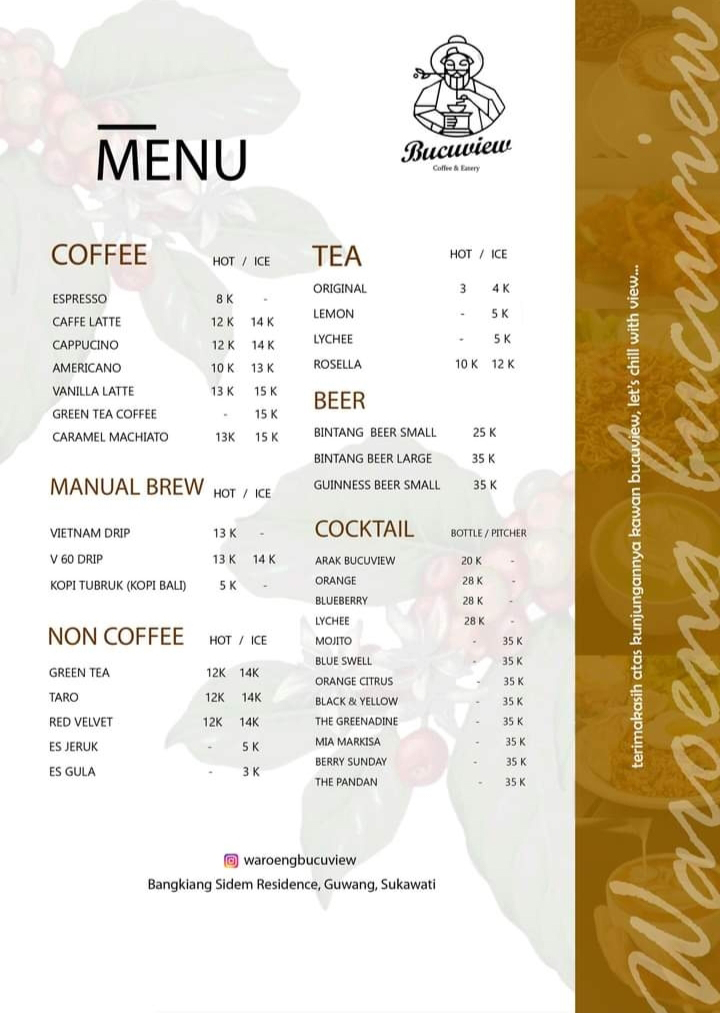 MENU
Bucuview
Coffee & Eatery
COFFEE HOT / ICE
ESPRESSO 8 K -
CAFFE LATTE 12 K 14 K
CAPPUCINO 12 K 14 K
AMERICANO 10 K 13 K
VANILLA LATTE 13 K 15 K
GREEN TEA COFFEE - 15 K
CARAMEL MACHIATO 13K 15 K
MANUAL BREW HOT / ICE
VIETNAM DRIP 13 K -
V 60 DRIP 13 K 14 K
KOPI TUBRUK (KOPI BALI) 5 K -
NON COFFEE HOT / ICE
GREEN TEA 12K 14K
TARO 12K 14K
RED VELVET 12K 14K
ES JERUK - 5 K
ES GULA - 3 K
TEA HOT / ICE
ORIGINAL 3 4 K
LEMON - 5 K
LYCHEE - 5 K
ROSELLA 10 K 12 K
BEER
BINTANG BEER SMALL 25 K
BINTANG BEER LARGE 35 K
GUINNESS BEER SMALL 35 K
COCKTAIL BOTTLE / PITCHER
ARAK BUCUVIEW 20 K -
ORANGE 28 K -
BLUEBERRY 28 K -
LYCHEE 28 K -
MOJITO - 35 K
BLUE SWELL - 35 K
ORANGE CITRUS - 35 K
BLACK & YELLOW - 35 K
THE GREENADINE - 35 K
MIA MARKISA - 35 K
BERRY SUNDAY - 35 K
THE PANDAN - 35 K
waroengbucuview
Bangkiang Sidem Residence, Guwang, Sukawati
terimakasih atas kunjungannya kawan bucuview, let's chill with view...
Waroeng bucuview